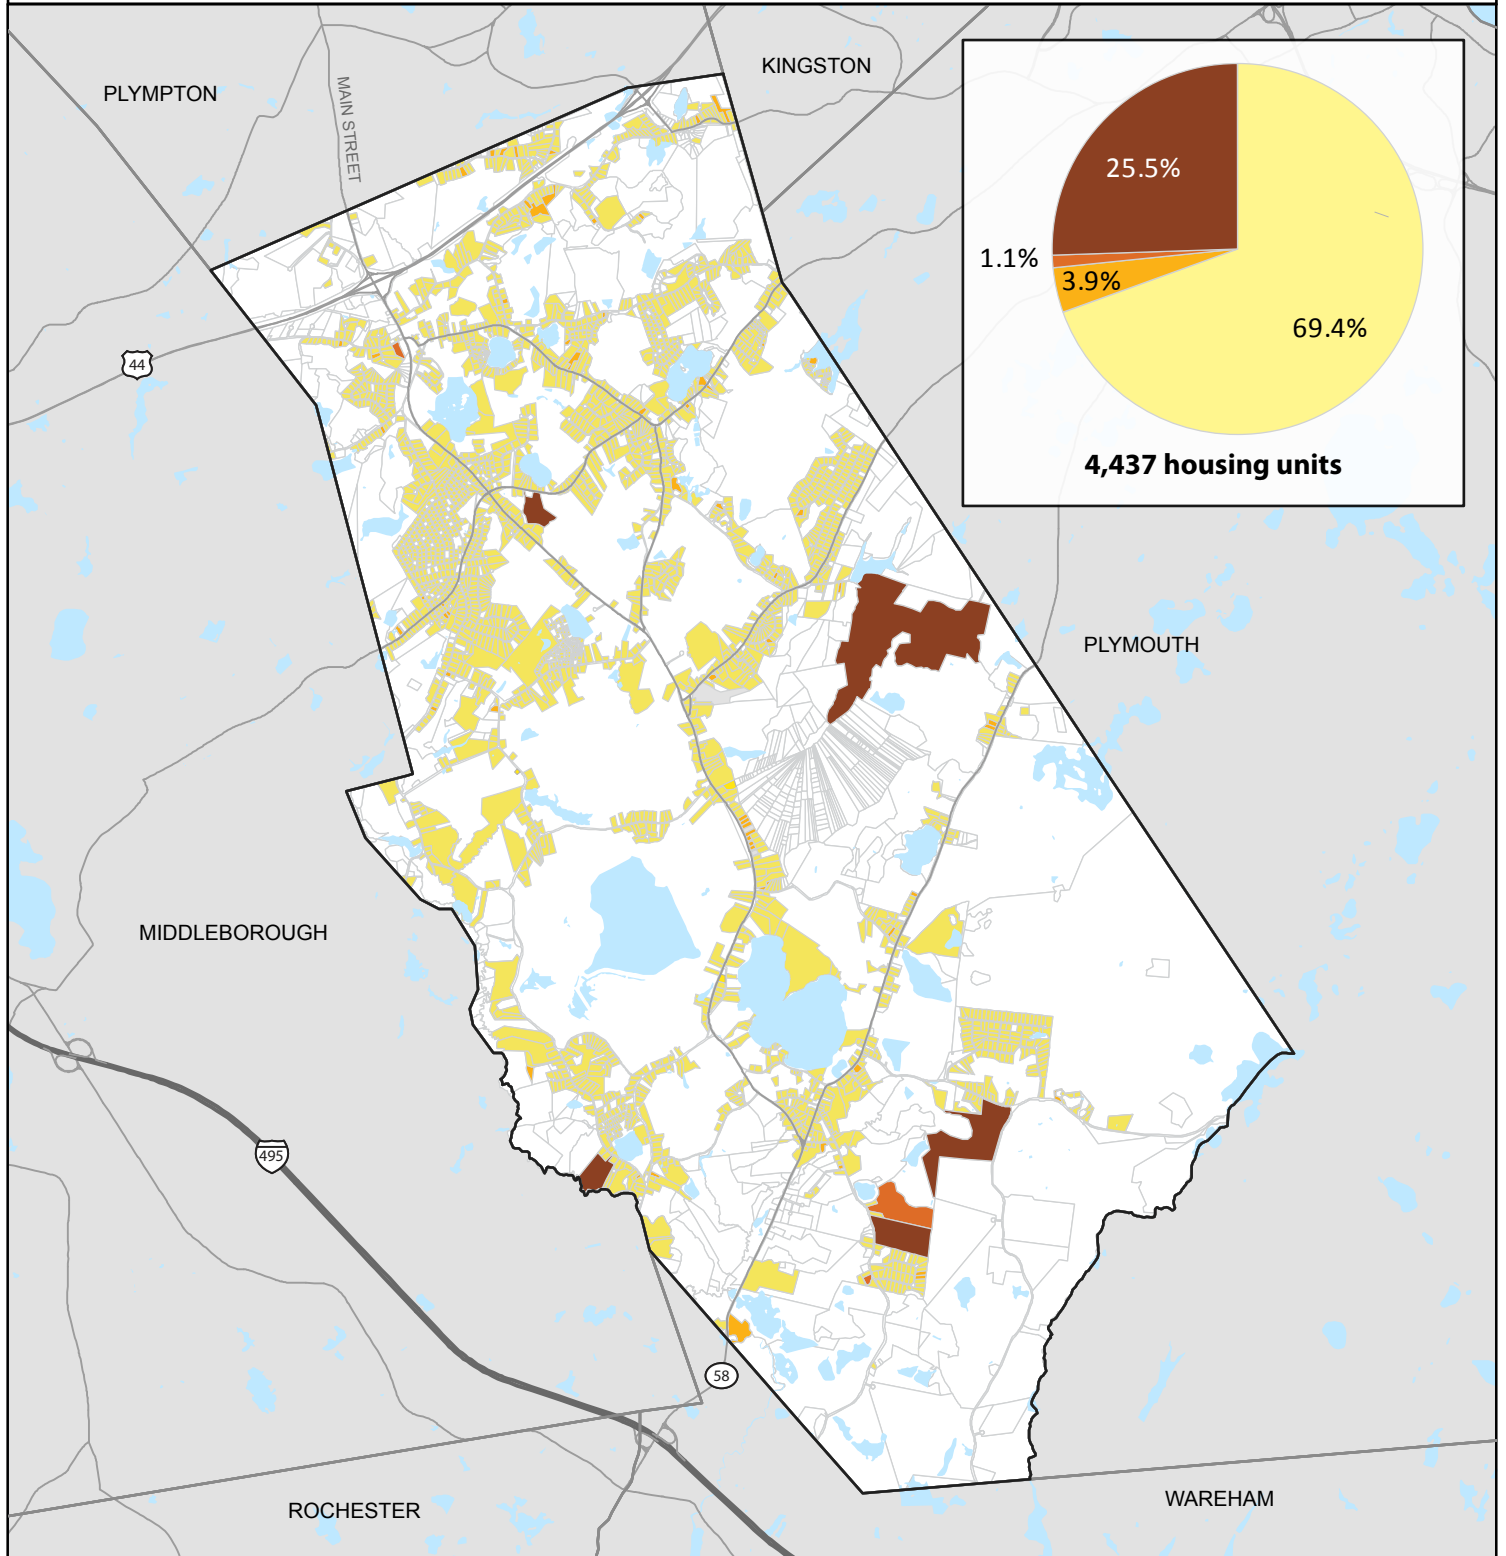 PLYMPTON
MAIN STREET
KINGSTON
25.5%
1.1%
3.9%
69.4%
4,437 housing units
44
PLYMOUTH
MIDDLEBOROUGH
495
58
ROCHESTER
WAREHAM